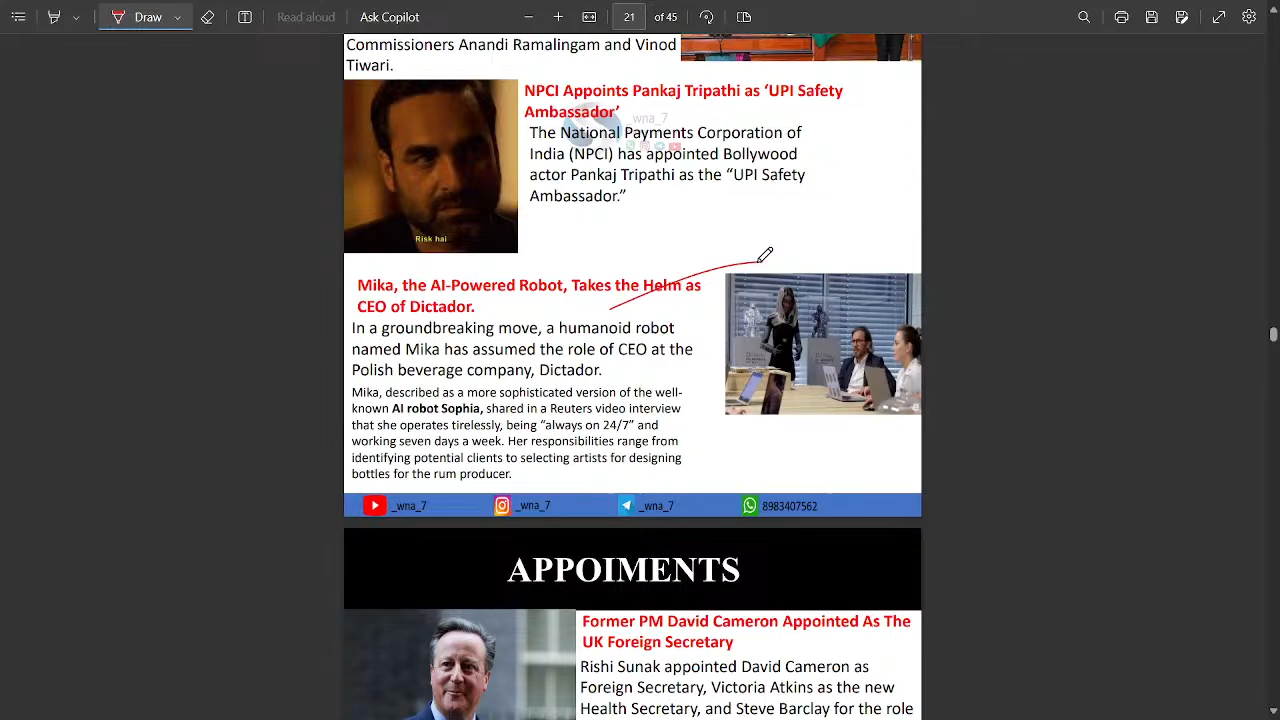 Draw
Read aloud
Ask Copilot
21
of 45
Commissioners Anandi Ramalingam and Vinod
Tiwari.
NPCI Appoints Pankaj Tripathi as ‘UPI Safety
Ambassador’
_wna_7
The National Payments Corporation of
India (NPCI) has appointed Bollywood
actor Pankaj Tripathi as the “UPI Safety
Ambassador.”
Risk hai
Mika, the AI-Powered Robot, Takes the Helm as
CEO of Dictador.
In a groundbreaking move, a humanoid robot
named Mika has assumed the role of CEO at the
Polish beverage company, Dictador.
Mika, described as a more sophisticated version of the well-
known AI robot Sophia, shared in a Reuters video interview
that she operates tirelessly, being “always on 24/7” and
working seven days a week. Her responsibilities range from
identifying potential clients to selecting artists for designing
bottles for the rum producer.
_wna_7
_wna_7
_wna_7
8983407562
APPOIMENTS
Former PM David Cameron Appointed As The
UK Foreign Secretary
Rishi Sunak appointed David Cameron as
Foreign Secretary, Victoria Atkins as the new
Health Secretary, and Steve Barclay for the role